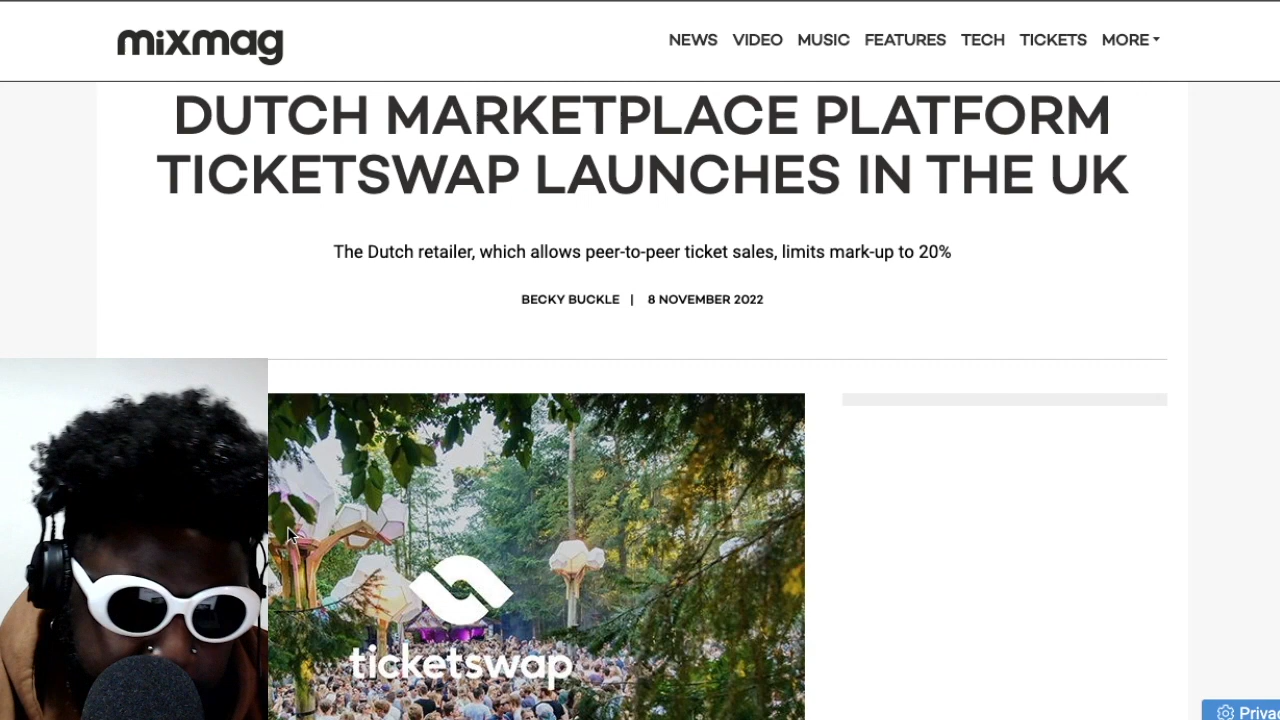 mixmag
NEWS VIDEO MUSIC FEATURES TECH TICKETS MORE
DUTCH MARKETPLACE PLATFORM
TICKETSWAP LAUNCHES IN THE UK
The Dutch retailer, which allows peer-to-peer ticket sales, limits mark-up to 20%
BECKY BUCKLE | 8 NOVEMBER 2022
ticketswap